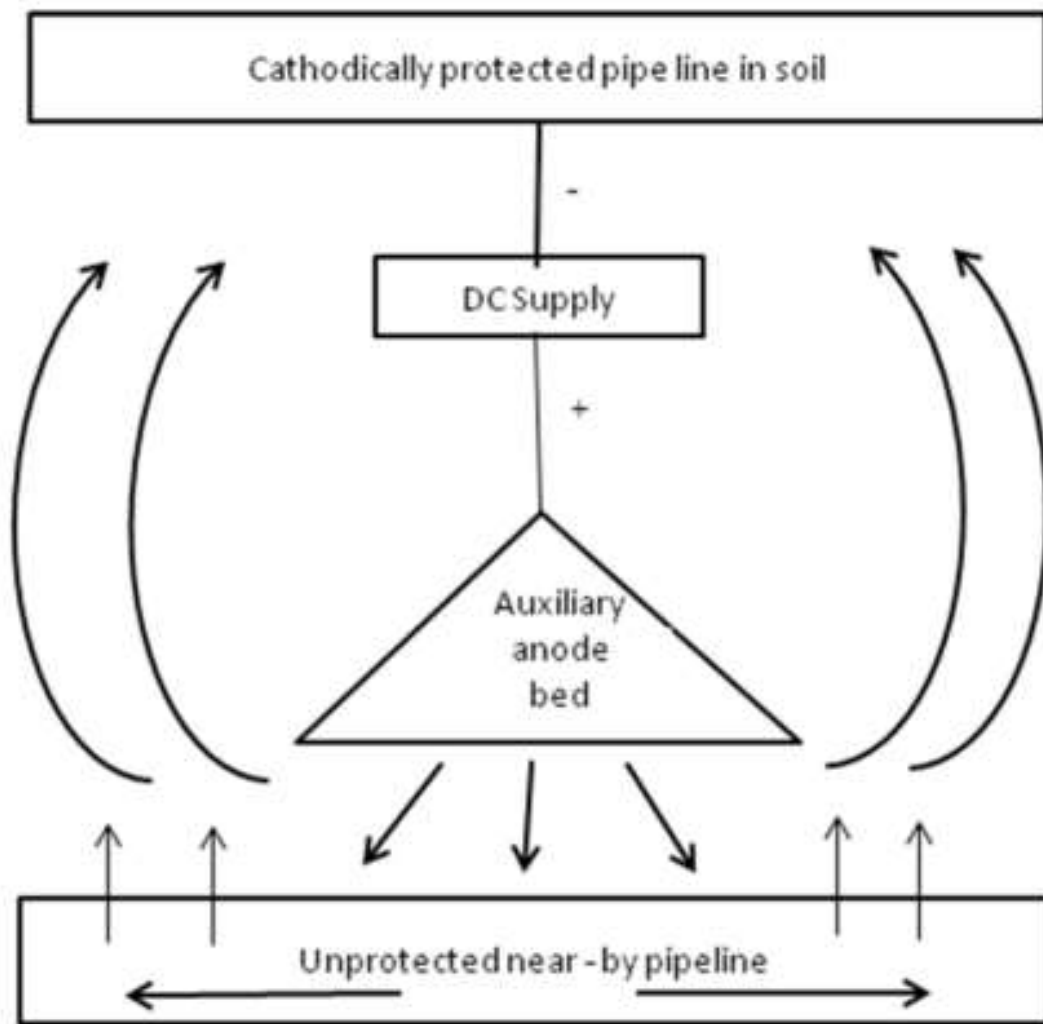 Cathodically protected pipe line in soil
-
DC Supply
+
Auxiliary
anode
bed
Unprotected near - by pipeline